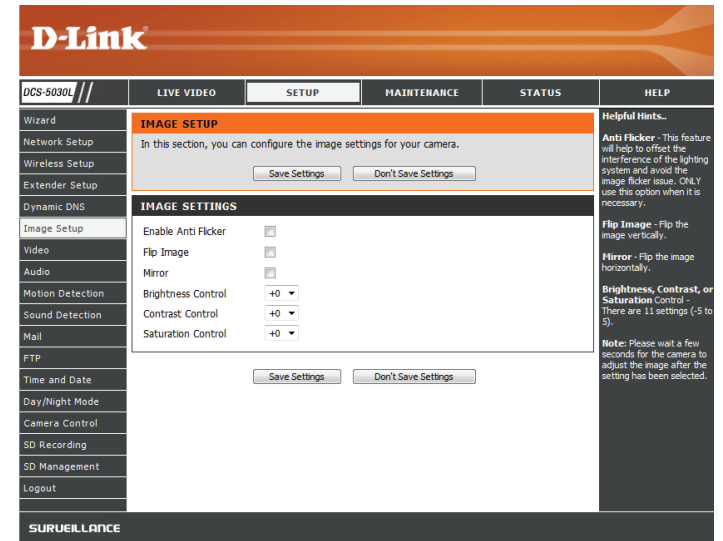 D-Link
DCS-5030L //
LIVE VIDEO
SETUP
MAINTENANCE
STATUS
HELP
Wizard
Network Setup
Wireless Setup
Extender Setup
Dynamic DNS
Image Setup
Video
Audio
Motion Detection
Sound Detection
Mail
FTP
Time and Date
Day/Night Mode
Camera Control
SD Recording
SD Management
Logout
IMAGE SETUP
In this section, you can configure the image settings for your camera.
Save Settings
Don't Save Settings
IMAGE SETTINGS
Enable Anti Flicker
Flip Image
Mirror
Brightness Control +0
Contrast Control +0
Saturation Control +0
Save Settings
Don't Save Settings
Helpful Hints..
Anti Flicker - This feature
will help to offset the
interference of the lighting
system and avoid the
image flicker issue. ONLY
use this option when it is
necessary.
Flip Image - Flip the
image vertically.
Mirror - Flip the image
horizontally.
Brightness, Contrast, or
Saturation Control -
There are 11 settings (-5 to
5).
Note: Please wait a few
seconds for the camera to
adjust the image after the
setting has been selected.
SURVEILLANCE